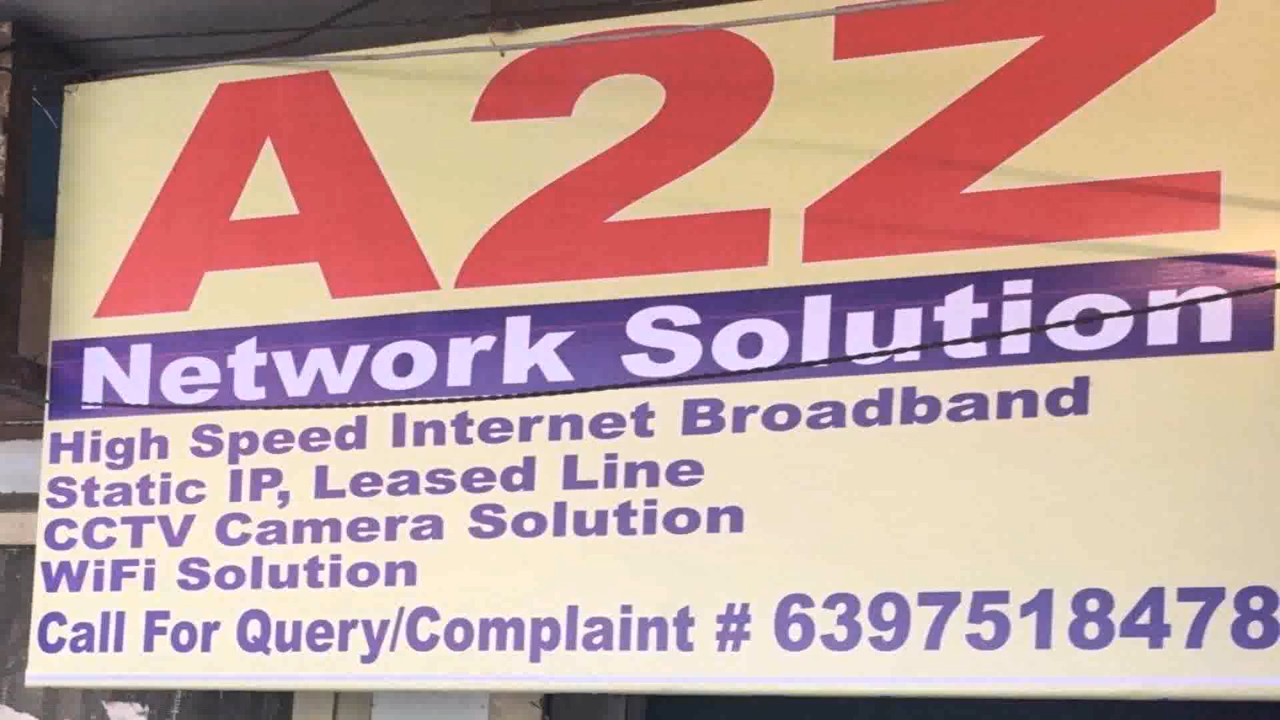 A2Z
Network Solution
High Speed Internet Broadband
Static IP, Leased Line
CCTV Camera Solution
WiFi Solution
Call For Query/Complaint # 6397518478